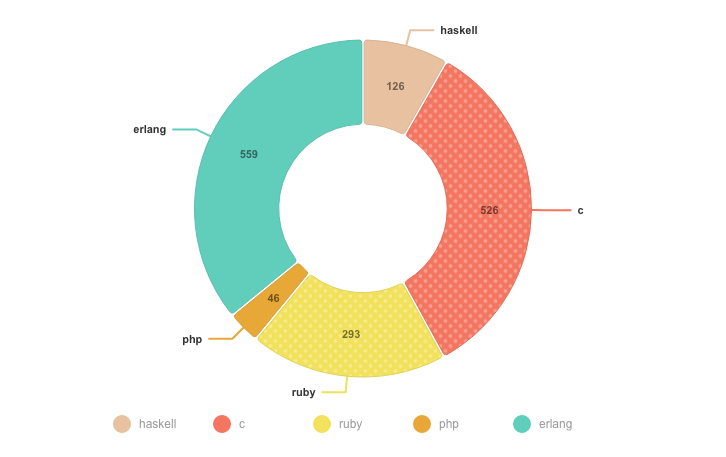 haskell
126
erlang
559
526
c
46
293
php
ruby
haskell c ruby php erlang